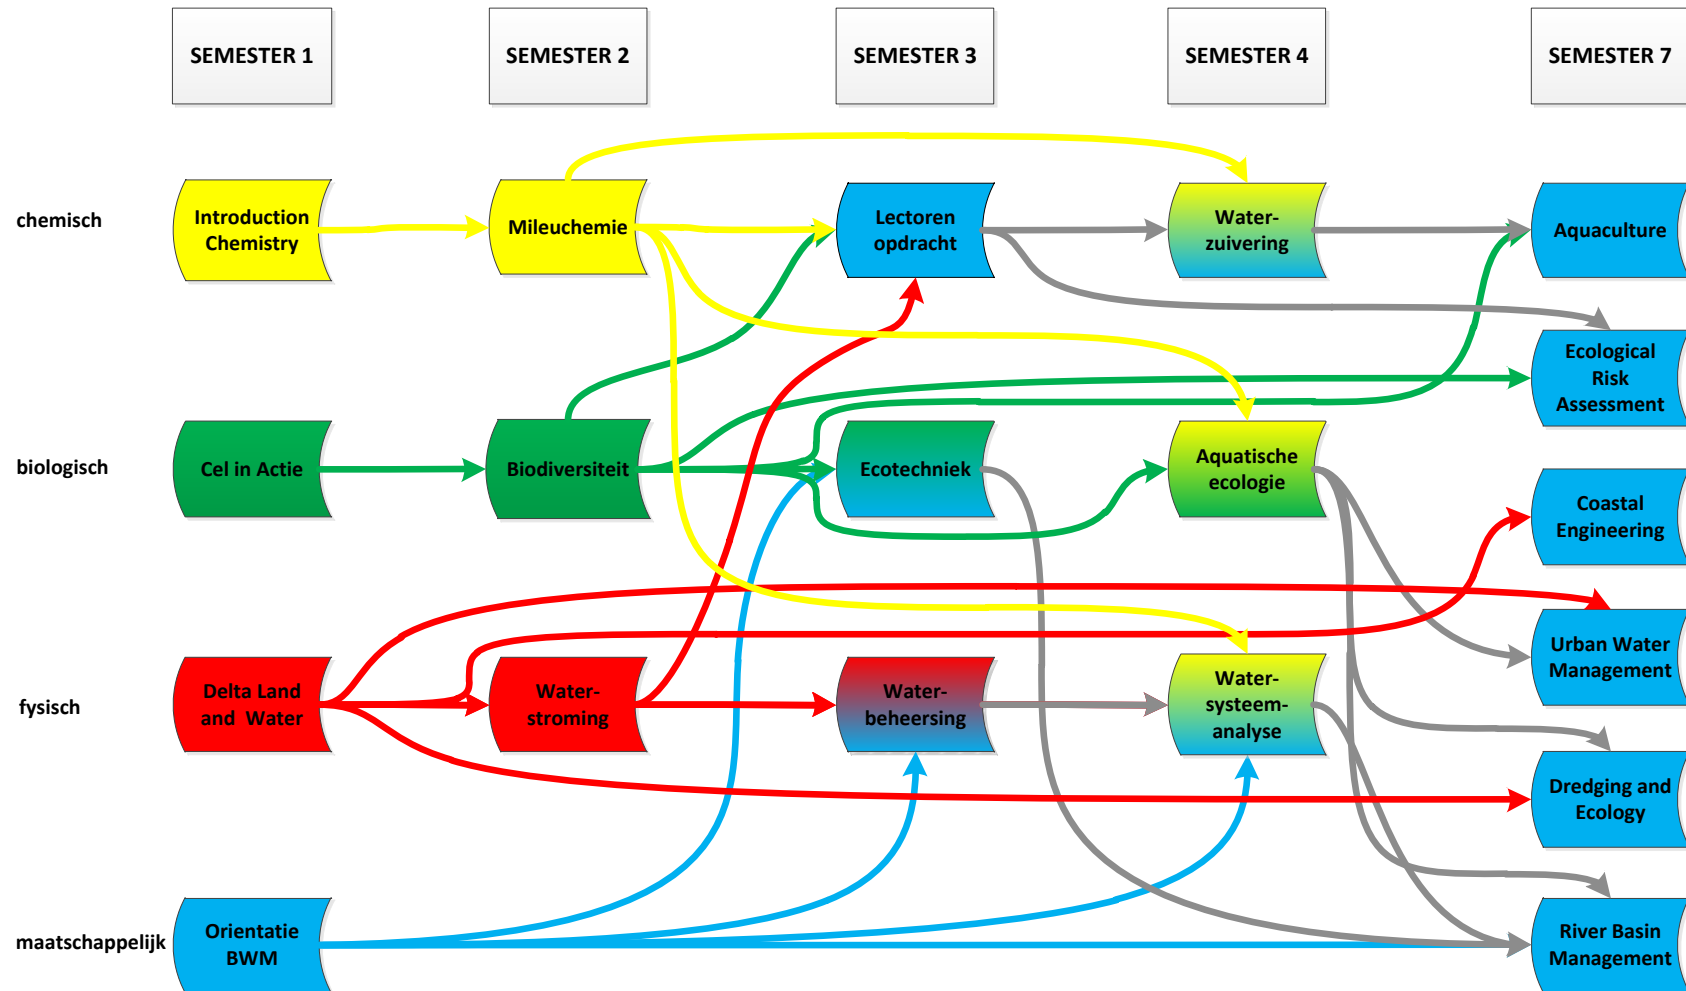 SEMESTER 1
SEMESTER 2
SEMESTER 3
SEMESTER 4
SEMESTER 7
chemisch
Introduction
Chemistry
Mileuchemie
Lectoren
opdracht
Water-
zuivering
Aquaculture
Ecological
Risk
Assessment
biologisch
Cel in Actie
Biodiversiteit
Ecotechniek
Aquatische
ecologie
Coastal
Engineering
Urban Water
Management
fysisch
Delta Land
and Water
Water-
stroming
Water-
beheersing
Water-
systeem-
analyse
Dredging and
Ecology
maatschappelijk
Orientatie
BWM
River Basin
Management